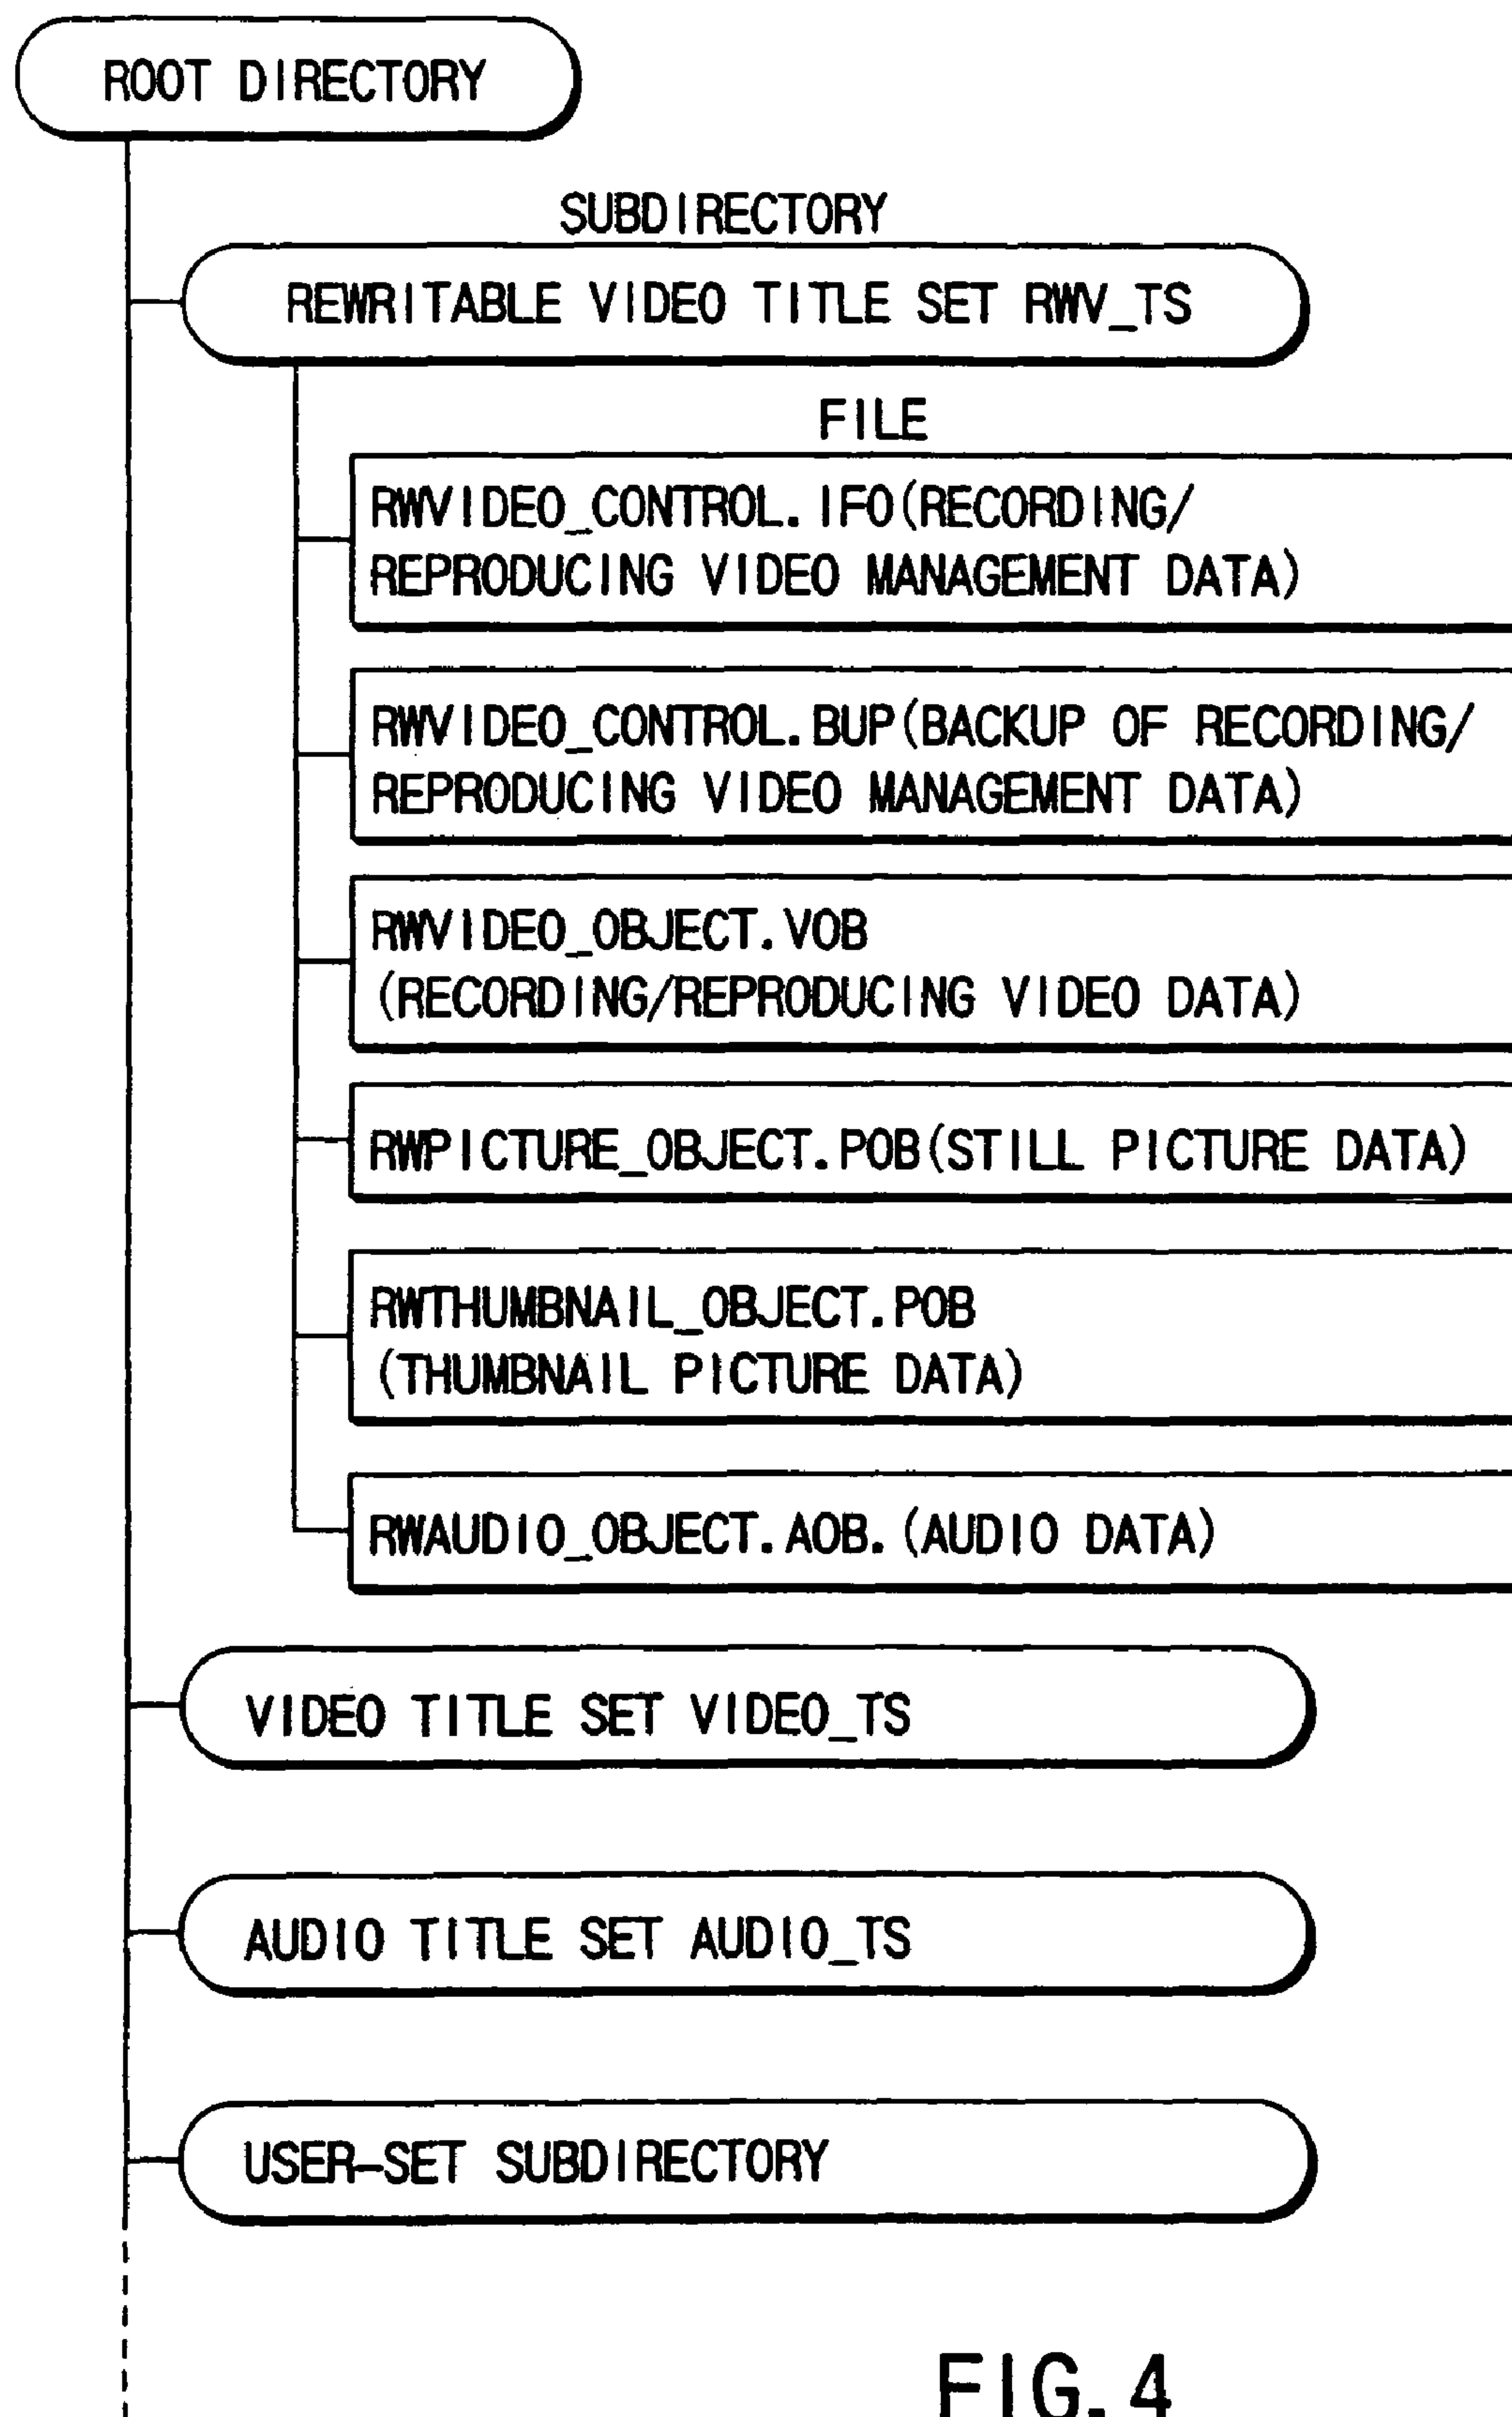 ROOT DIRECTORY
SUBDIRECTORY
REWRITABLE VIDEO TITLE SET RWV_TS
FILE
RWVIDEO_CONTROL.IFO(RECORDING/
REPRODUCING VIDEO MANAGEMENT DATA)
RWVIDEO_CONTROL.BUP(BACKUP OF RECORDING/
REPRODUCING VIDEO MANAGEMENT DATA)
RWVIDEO_OBJECT.VOB
(RECORDING/REPRODUCING VIDEO DATA)
RWPICTURE_OBJECT.POB(STILL PICTURE DATA)
RWTHUMBNAIL_OBJECT.POB
(THUMBNAIL PICTURE DATA)
RWAUDIO_OBJECT.AOB.(AUDIO DATA)
VIDEO TITLE SET VIDEO_TS
AUDIO TITLE SET AUDIO_TS
USER-SET SUBDIRECTORY
FIG.4